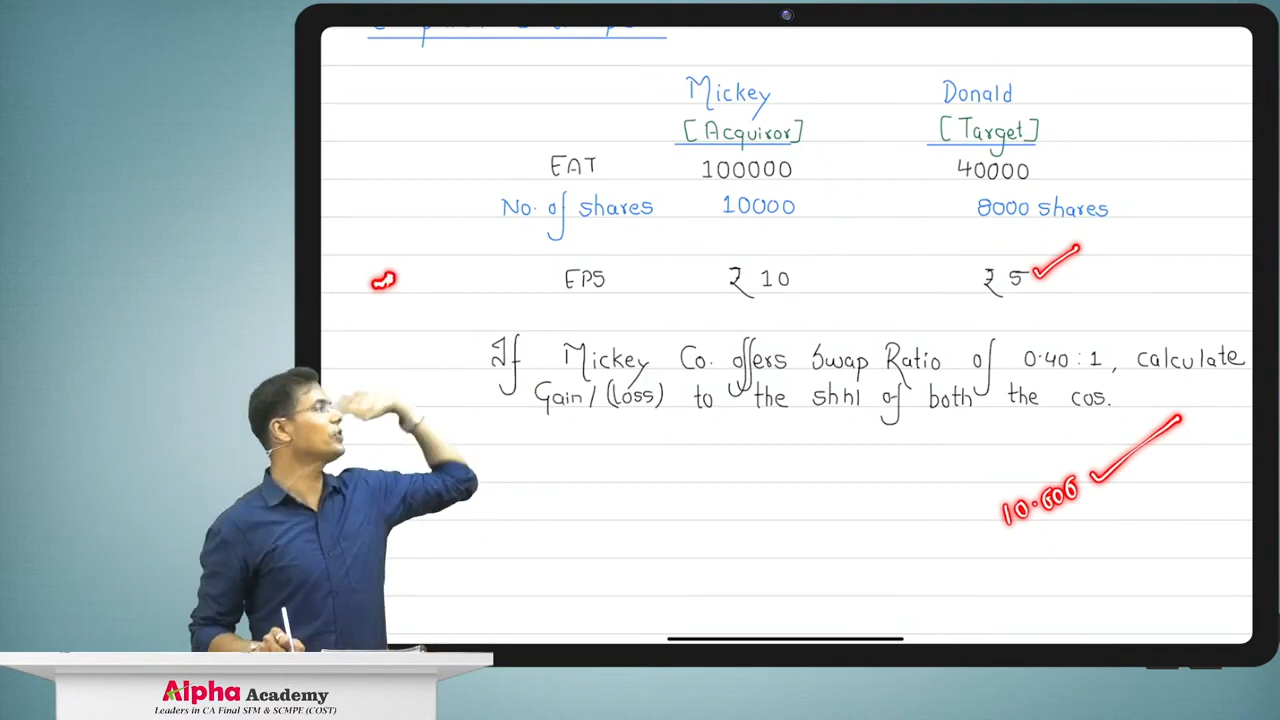 Mickey Donald
[Acquiror] [Target]
EAT 100000 40000
No. of shares 10000 8000 shares
EPS ₹ 10 ₹ 5
If Mickey Co. offers Swap Ratio of 0.40 : 1, calculate
Gain / (loss) to the shhl of both the cos.
10.606
Alpha Academy
Leaders in CA Final SFM & SCMPE (COST)